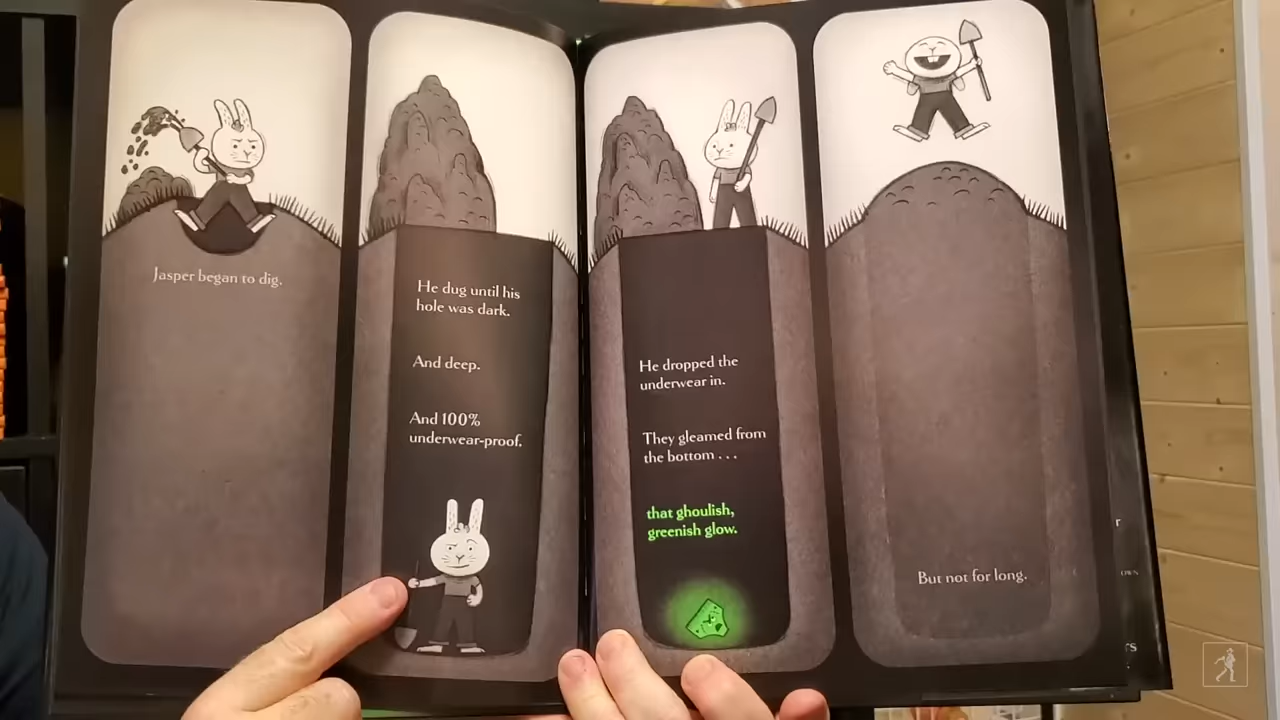 Jasper began to dig.
He dug until his
hole was dark.
And deep.
And 100%
underwear-proof.
He dropped the
underwear in.
They gleamed from
the bottom . . .
that ghoulish,
greenish glow.
But not for long.